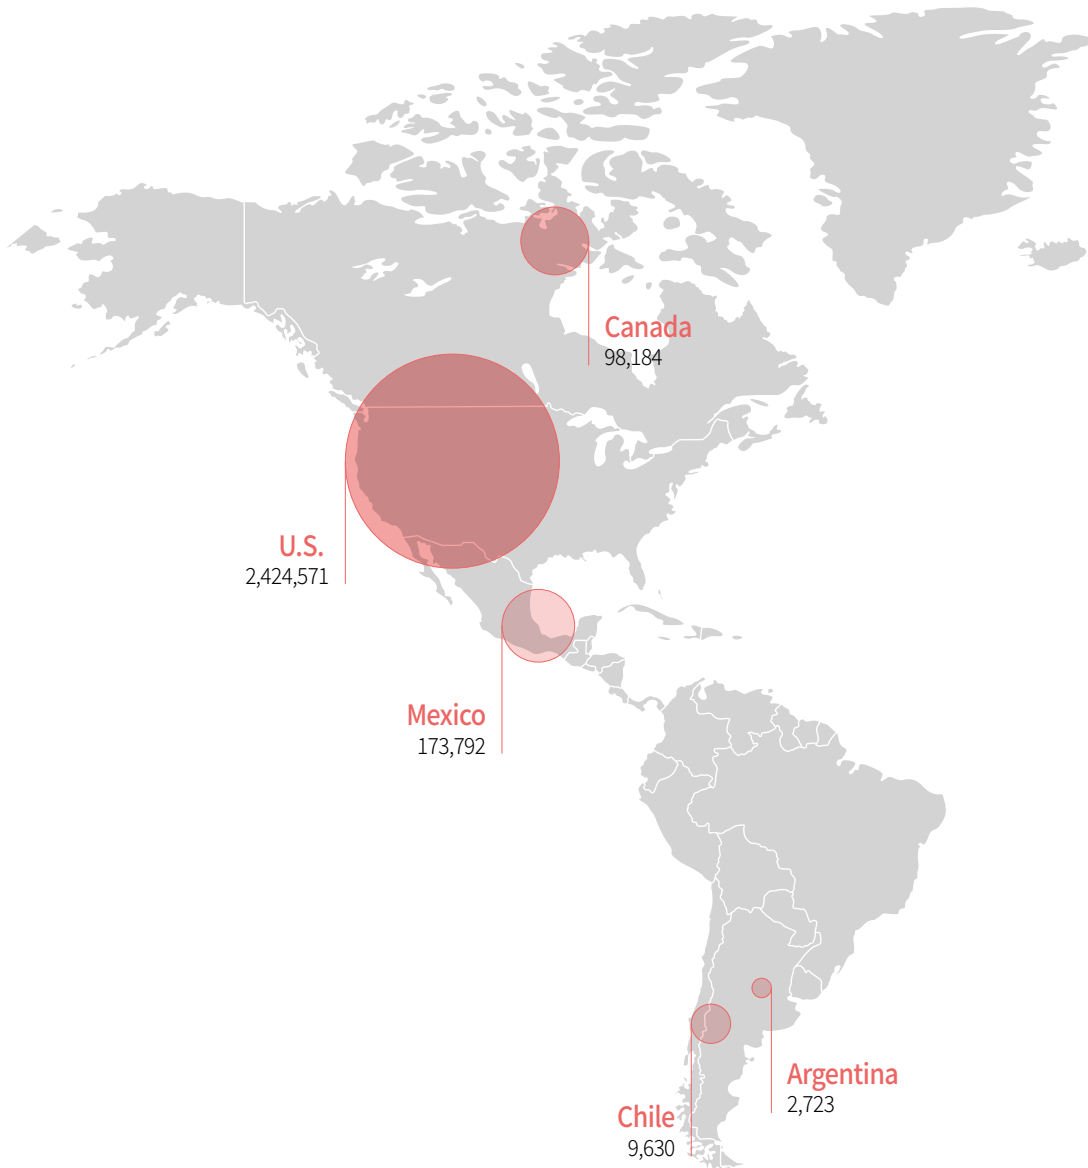 Canada
98,184
U.S.
2,424,571
Mexico
173,792
Argentina
2,723
Chile
9,630